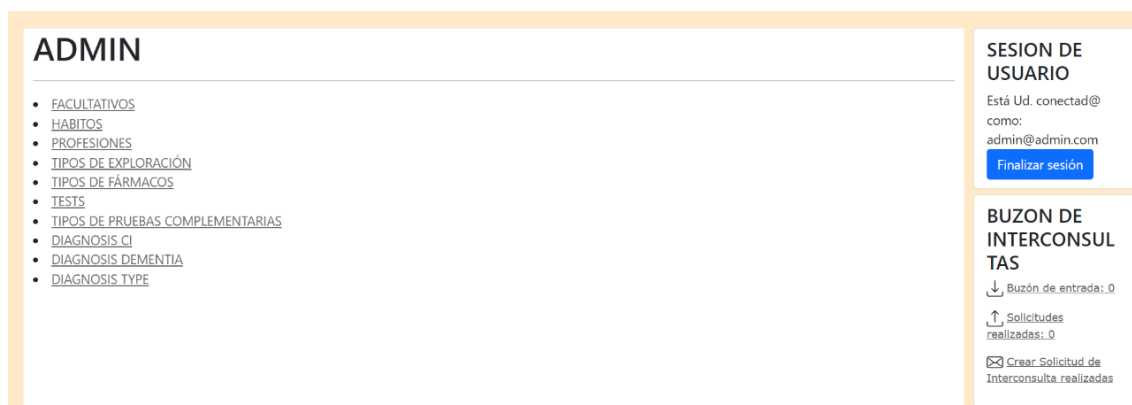 ADMIN
FACULTATIVOS
HABITOS
PROFESIONES
TIPOS DE EXPLORACIÓN
TIPOS DE FÁRMACOS
TESTS
TIPOS DE PRUEBAS COMPLEMENTARIAS
DIAGNOSIS CI
DIAGNOSIS DEMENTIA
DIAGNOSIS TYPE
SESION DE
USUARIO
Está Ud. conectad@
como:
admin@admin.com
Finalizar sesión
BUZON DE
INTERCONSUL
TAS
Buzón de entrada: 0
Solicitudes
realizadas: 0
Crear Solicitud de
Interconsulta realizadas